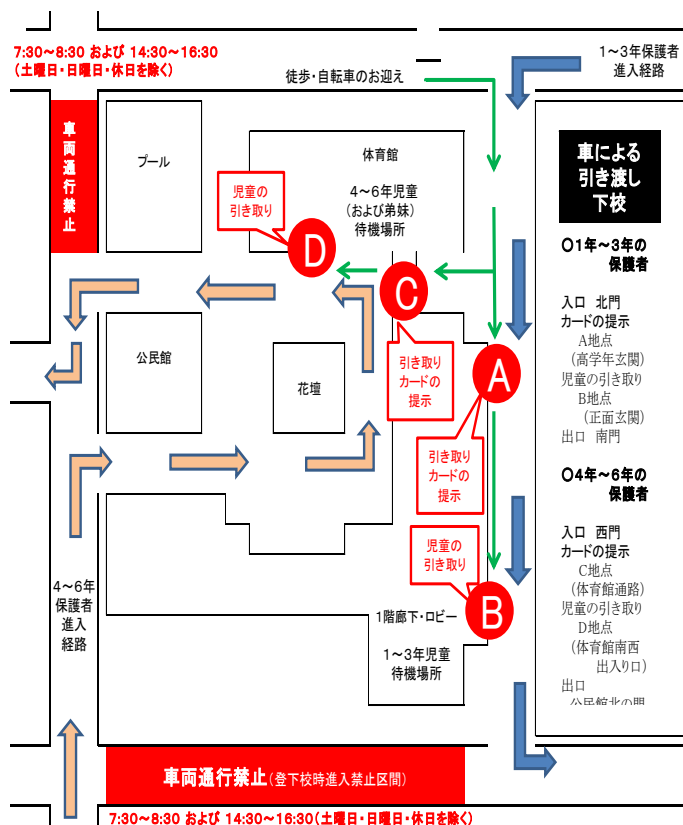 7:30～8:30 および 14:30～16:30
(土曜日・日曜日・休日を除く)
1～3年保護者
進入経路
徒歩・自転車のお迎え
車両通行禁止
プール
体育館
4～6年児童
(および弟妹)
待機場所
児童の
引き取り
D
C
A
B
引き取り
カードの
提示
引き取り
カードの
提示
児童の
引き取り
公民館
花壇
4～6年
保護者
進入
経路
1階廊下・ロビー
1～3年児童
待機場所
車による
引き渡し
下校
〇1年～3年の
保護者
入口 北門
カードの提示
A地点
(高学年玄関)
児童の引き取り
B地点
(正面玄関)
出口 南門
〇4年～6年の
保護者
入口 西門
カードの提示
C地点
(体育館通路)
児童の引き取り
D地点
(体育館南西
出入り口)
出口
公民館北の門
車両通行禁止(登下校時進入禁止区間)
7:30～8:30 および 14:30～16:30(土曜日・日曜日・休日を除く)